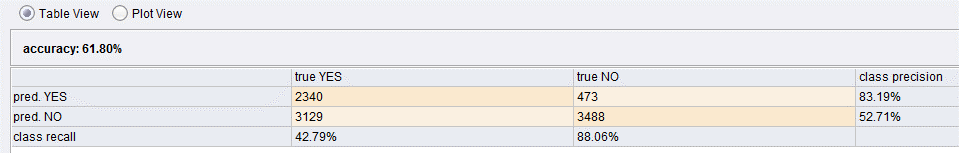 Table View Plot View
accuracy: 61.80%
true YES true NO class precision
pred. YES 2340 473 83.19%
pred. NO 3129 3488 52.71%
class recall 42.79% 88.06%